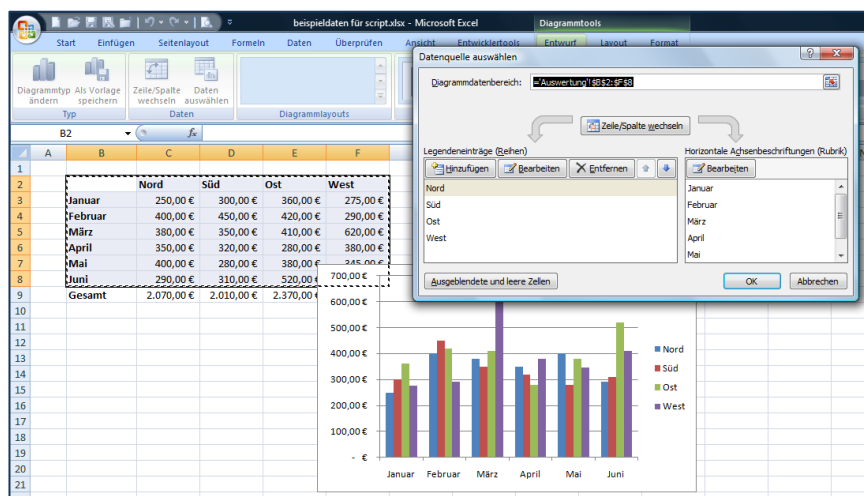 beispieldaten für script.xlsx - Microsoft Excel
Diagrammtools
Start Einfügen Seitenlayout Formeln Daten Überprüfen Ansicht Entwicklertools Entwurf Layout Format
Diagrammtyp ändern
Als Vorlage speichern
Zeile/Spalte wechseln
Daten auswählen
Typ Daten Diagrammlayouts
B2 fx
A B C D E F
1
2 Nord Süd Ost West
3 Januar 250,00 € 300,00 € 360,00 € 275,00 €
4 Februar 400,00 € 450,00 € 420,00 € 290,00 €
5 März 380,00 € 350,00 € 410,00 € 620,00 €
6 April 350,00 € 320,00 € 280,00 € 380,00 €
7 Mai 400,00 € 280,00 € 380,00 € 345,00 €
8 Juni 290,00 € 310,00 € 520,00
9 Gesamt 2.070,00 € 2.010,00 € 2.370,00
10
11
12
13
14
15
16
17
18
19
20
21
Datenquelle auswählen
Diagrammdatenbereich: ='Auswertung'!$B$2:$F$8
Zeile/Spalte wechseln
Legendeneinträge (Reihen)
Hinzufügen Bearbeiten Entfernen
Nord
Süd
Ost
West
Horizontale Achsenbeschriftungen (Rubrik)
Bearbeiten
Januar
Februar
März
April
Mai
Ausgeblendete und leere Zellen
OK Abbrechen
700,00 €
600,00 €
500,00 €
400,00 €
300,00 €
200,00 €
100,00 €
- €
Januar Februar März April Mai Juni
Nord
Süd
Ost
West